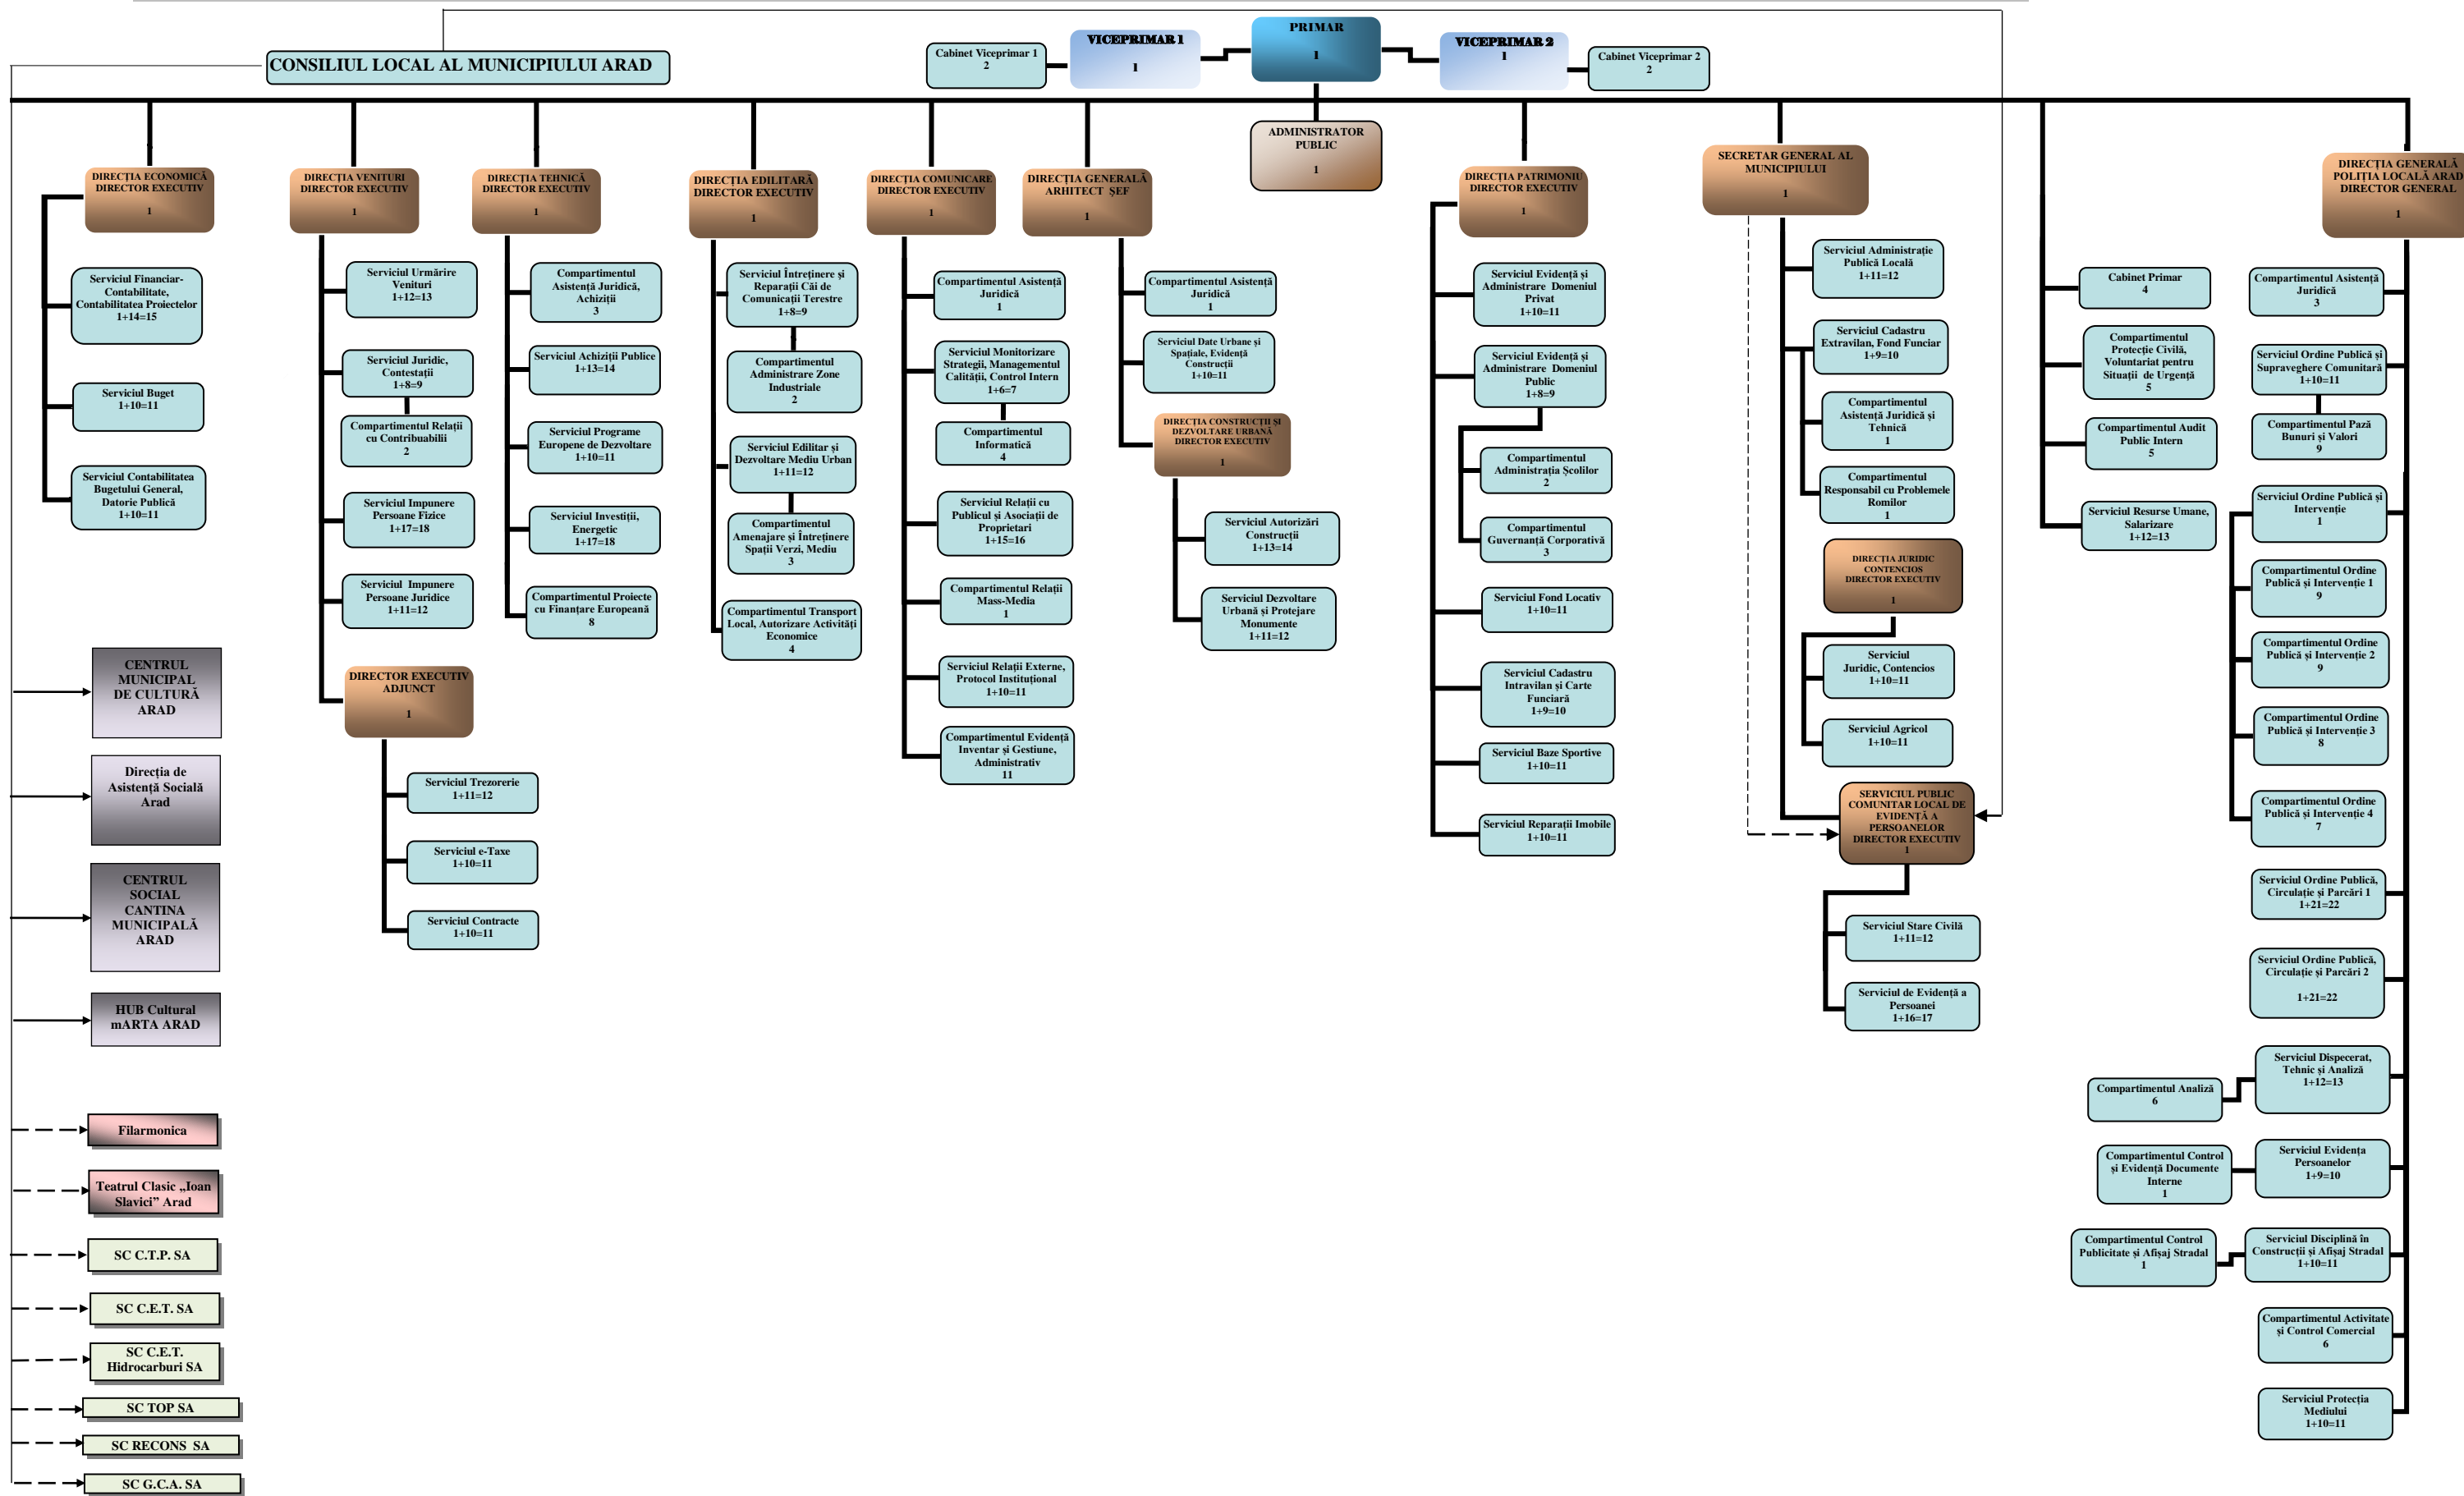 PRIMAR
1
VICEPRIMAR 1
1
VICEPRIMAR 2
1
Cabinet Viceprimar 1
2
Cabinet Viceprimar 2
2
CONSILIUL LOCAL AL MUNICIPIULUI ARAD
ADMINISTRATOR
PUBLIC
1
DIRECȚIA ECONOMICĂ
DIRECTOR EXECUTIV
1
Serviciul Financiar-
Contabilitate,
Contabilitatea Proiectelor
1+14=15
Serviciul Buget
1+10=11
Serviciul Contabilitatea
Bugetului General,
Datorie Publică
1+10=11
DIRECȚIA VENITURI
DIRECTOR EXECUTIV
1
Serviciul Urmărire
Venituri
1+12=13
Serviciul Juridic,
Contestații
1+8=9
Compartimentul Relații
cu Contribuabilii
2
Serviciul Impunere
Persoane Fizice
1+17=18
Serviciul Impunere
Persoane Juridice
1+11=12
DIRECTOR EXECUTIV
ADJUNCT
1
Serviciul Trezorerie
1+11=12
Serviciul e-Taxe
1+10=11
Serviciul Contracte
1+10=11
DIRECȚIA TEHNICĂ
DIRECTOR EXECUTIV
1
Compartimentul
Asistență Juridică,
Achiziții
3
Serviciul Achiziții Publice
1+13=14
Serviciul Programe
Europene de Dezvoltare
1+10=11
Serviciul Investiții,
Energetic
1+17=18
Compartimentul Proiecte
cu Finanțare Europeană
8
DIRECȚIA EDILITARĂ
DIRECTOR EXECUTIV
1
Serviciul Întreținere și
Reparații Căi de
Comunicații Terestre
1+8=9
Compartimentul
Administrare Zone
Industriale
2
Serviciul Edilitar și
Dezvoltare Mediu Urban
1+11=12
Compartimentul
Amenajare și Întreținere
Spații Verzi, Mediu
3
Compartimentul Transport
Local, Autorizare Activități
Economice
4
DIRECȚIA COMUNICARE
DIRECTOR EXECUTIV
1
Compartimentul Asistență
Juridică
1
Serviciul Monitorizare
Strategii, Managementul
Calității, Control Intern
1+6=7
Compartimentul
Informatică
4
Serviciul Relații cu
Publicul și Asociații de
Proprietari
1+15=16
Compartimentul Relații
Mass-Media
1
Serviciul Relații Externe,
Protocol Instituțional
1+10=11
Compartimentul Evidență
Inventar și Gestiune,
Administrativ
11
DIRECȚIA GENERALĂ
ARHITECT ȘEF
1
Compartimentul Asistență
Juridică
1
Serviciul Date Urbane și
Spațiale, Evidență
Construcții
1+10=11
DIRECȚIA CONSTRUCȚII ȘI
DEZVOLTARE URBANĂ
DIRECTOR EXECUTIV
1
Serviciul Autorizări
Construcții
1+13=14
Serviciul Dezvoltare
Urbană și Protejare
Monumente
1+11=12
DIRECȚIA PATRIMONIU
DIRECTOR EXECUTIV
1
Serviciul Evidență și
Administrare Domeniul
Privat
1+10=11
Serviciul Evidență și
Administrare Domeniul
Public
1+8=9
Compartimentul
Administrația Școlilor
2
Compartimentul
Guvernanță Corporativă
3
Serviciul Fond Locativ
1+10=11
Serviciul Cadastru
Intravilan și Carte
Funciară
1+9=10
Serviciul Baze Sportive
1+10=11
Serviciul Reparații Imobile
1+10=11
SECRETAR GENERAL AL
MUNICIPIULUI
1
Serviciul Administrație
Publică Locală
1+11=12
Serviciul Cadastru
Extravilan, Fond Funciar
1+9=10
Compartimentul
Asistență Juridică și
Tehnică
1
Compartimentul
Responsabil cu Problemele
Romilor
1
DIRECȚIA JURIDIC
CONTENCIOS
DIRECTOR EXECUTIV
1
Serviciul
Juridic, Contencios
1+10=11
Serviciul Agricol
1+10=11
SERVICIUL PUBLIC
COMUNITAR LOCAL DE
EVIDENȚĂ A
PERSOANELOR
DIRECTOR EXECUTIV
1
Serviciul Stare Civilă
1+11=12
Serviciul de Evidență a
Persoanei
1+16=17
Cabinet Primar
4
Compartimentul
Protecție Civilă,
Voluntariat pentru
Situații de Urgență
5
Compartimentul Audit
Public Intern
5
Serviciul Resurse Umane,
Salarizare
1+12=13
DIRECȚIA GENERALĂ
POLIȚIA LOCALĂ ARAD
DIRECTOR GENERAL
1
Compartimentul Asistență
Juridică
3
Serviciul Ordine Publică și
Supraveghere Comunitară
1+10=11
Compartimentul Pază
Bunuri și Valori
9
Serviciul Ordine Publică și
Intervenție
1
Compartimentul Ordine
Publică și Intervenție 1
9
Compartimentul Ordine
Publică și Intervenție 2
9
Compartimentul Ordine
Publică și Intervenție 3
8
Compartimentul Ordine
Publică și Intervenție 4
7
Serviciul Ordine Publică,
Circulație și Parcări 1
1+21=22
Serviciul Ordine Publică,
Circulație și Parcări 2
1+21=22
Serviciul Dispecerat,
Tehnic și Analiză
1+12=13
Compartimentul Analiză
6
Serviciul Evidența
Persoanelor
1+9=10
Compartimentul Control
și Evidență Documente
Interne
1
Serviciul Disciplină în
Construcții și Afișaj Stradal
1+10=11
Compartimentul Control
Publicitate și Afișaj Stradal
1
Compartimentul Activitate
și Control Comercial
6
Serviciul Protecția
Mediului
1+10=11
CENTRUL
MUNICIPAL
DE CULTURĂ
ARAD
Direcția de
Asistență Socială
Arad
CENTRUL
SOCIAL
CANTINA
MUNICIPALĂ
ARAD
HUB Cultural
mARTA ARAD
Filarmonica
Teatrul Clasic „Ioan
Slavici” Arad
SC C.T.P. SA
SC C.E.T. SA
SC C.E.T.
Hidrocarburi SA
SC TOP SA
SC RECONS SA
SC G.C.A. SA